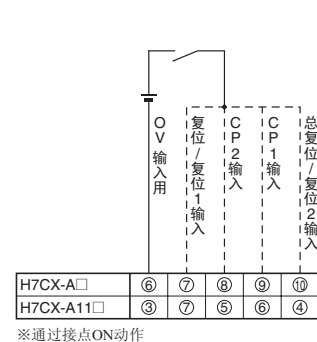 OV输入用
复位/复位1输入
CP2输入
CP1输入
总复位/复位2输入
H7CX-A□ ⑥ ⑦ ⑧ ⑨ ⑩
H7CX-A11□ ③ ⑦ ⑤ ⑥ ④
※通过接点ON动作